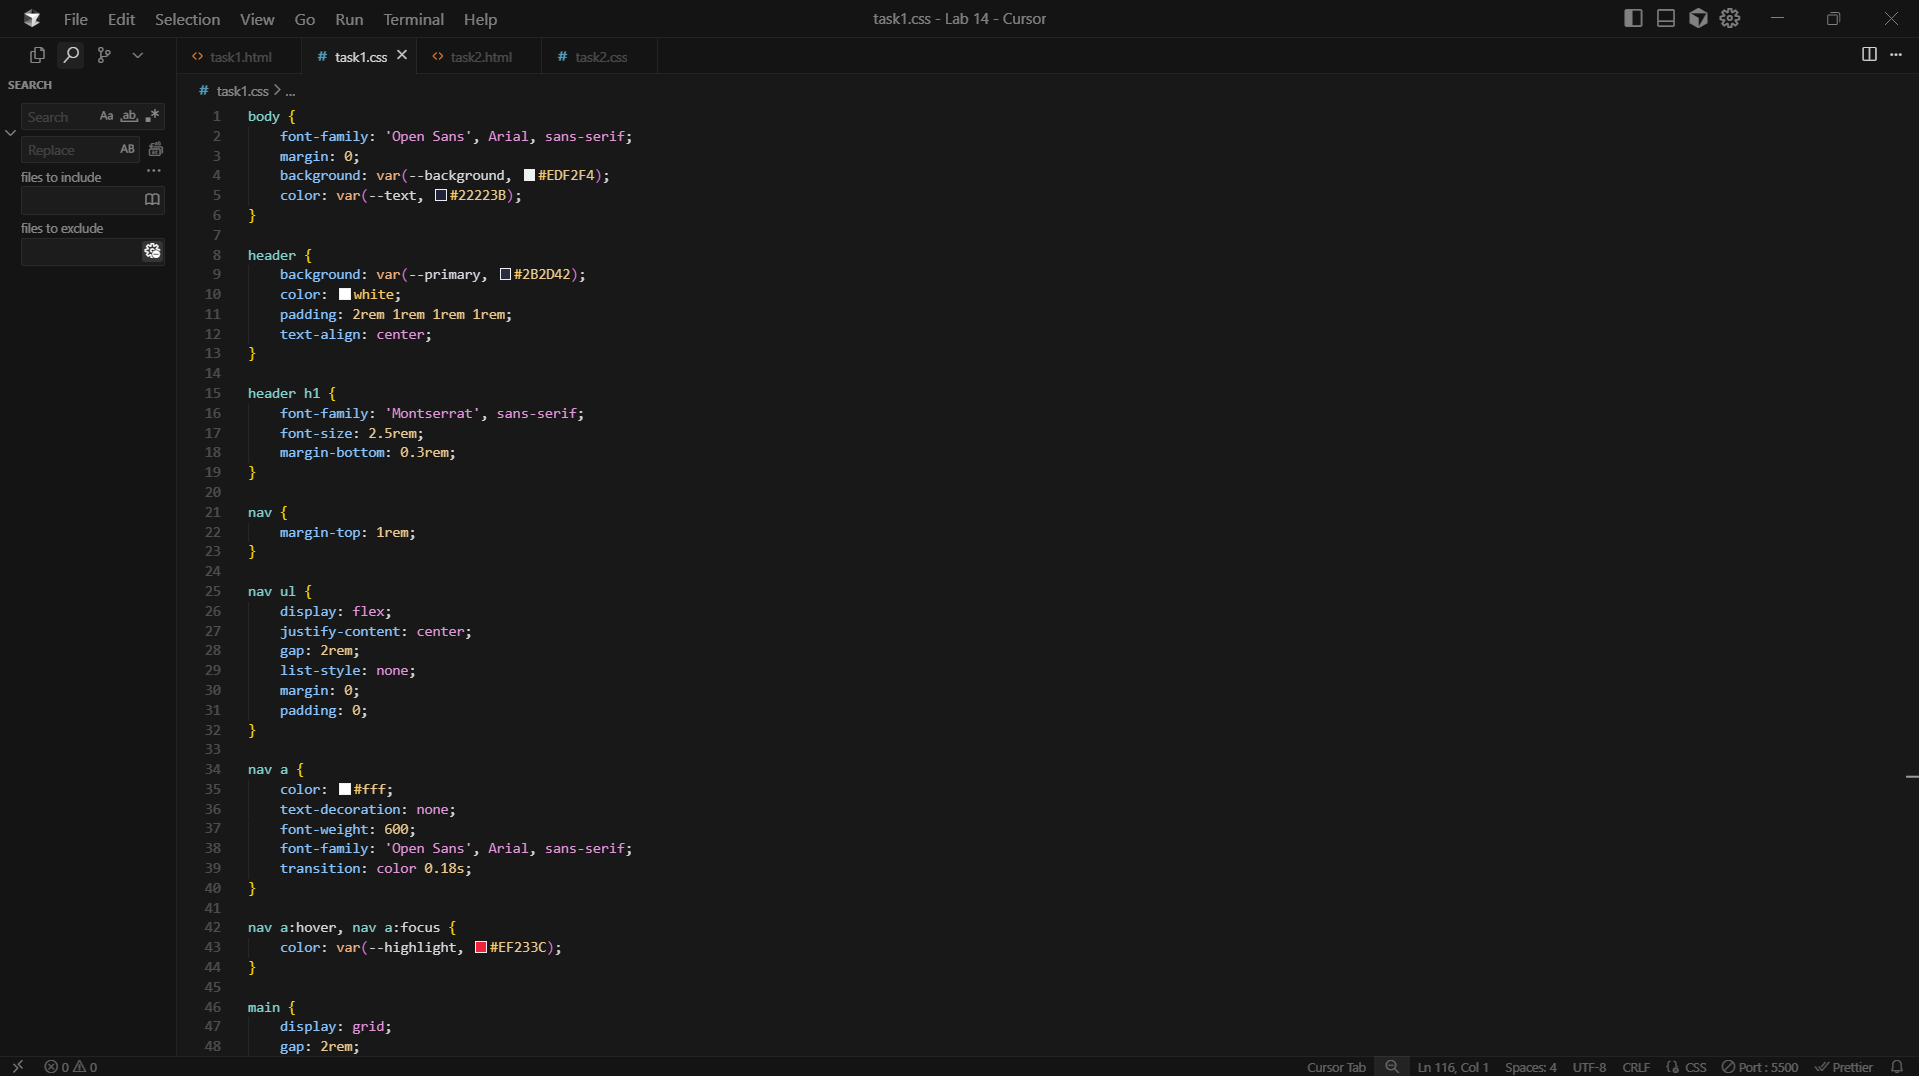 File Edit Selection View Go Run Terminal Help
task1.css - Lab 14 - Cursor
task1.html
# task1.css
task2.html
# task2.css
SEARCH
Search Aa ab .*
Replace AB
files to include
files to exclude
# task1.css > ...
1 body {
2 font-family: 'Open Sans', Arial, sans-serif;
3 margin: 0;
4 background: var(--background, #EDF2F4);
5 color: var(--text, #22223B);
6 }
7
8 header {
9 background: var(--primary, #2B2D42);
10 color: white;
11 padding: 2rem 1rem 1rem 1rem;
12 text-align: center;
13 }
14
15 header h1 {
16 font-family: 'Montserrat', sans-serif;
17 font-size: 2.5rem;
18 margin-bottom: 0.3rem;
19 }
20
21 nav {
22 margin-top: 1rem;
23 }
24
25 nav ul {
26 display: flex;
27 justify-content: center;
28 gap: 2rem;
29 list-style: none;
30 margin: 0;
31 padding: 0;
32 }
33
34 nav a {
35 color: #fff;
36 text-decoration: none;
37 font-weight: 600;
38 font-family: 'Open Sans', Arial, sans-serif;
39 transition: color 0.18s;
40 }
41
42 nav a:hover, nav a:focus {
43 color: var(--highlight, #EF233C);
44 }
45
46 main {
47 display: grid;
48 gap: 2rem;
0 0
Cursor Tab Ln 116, Col 1 Spaces: 4 UTF-8 CRLF {} CSS Port : 5500 Prettier